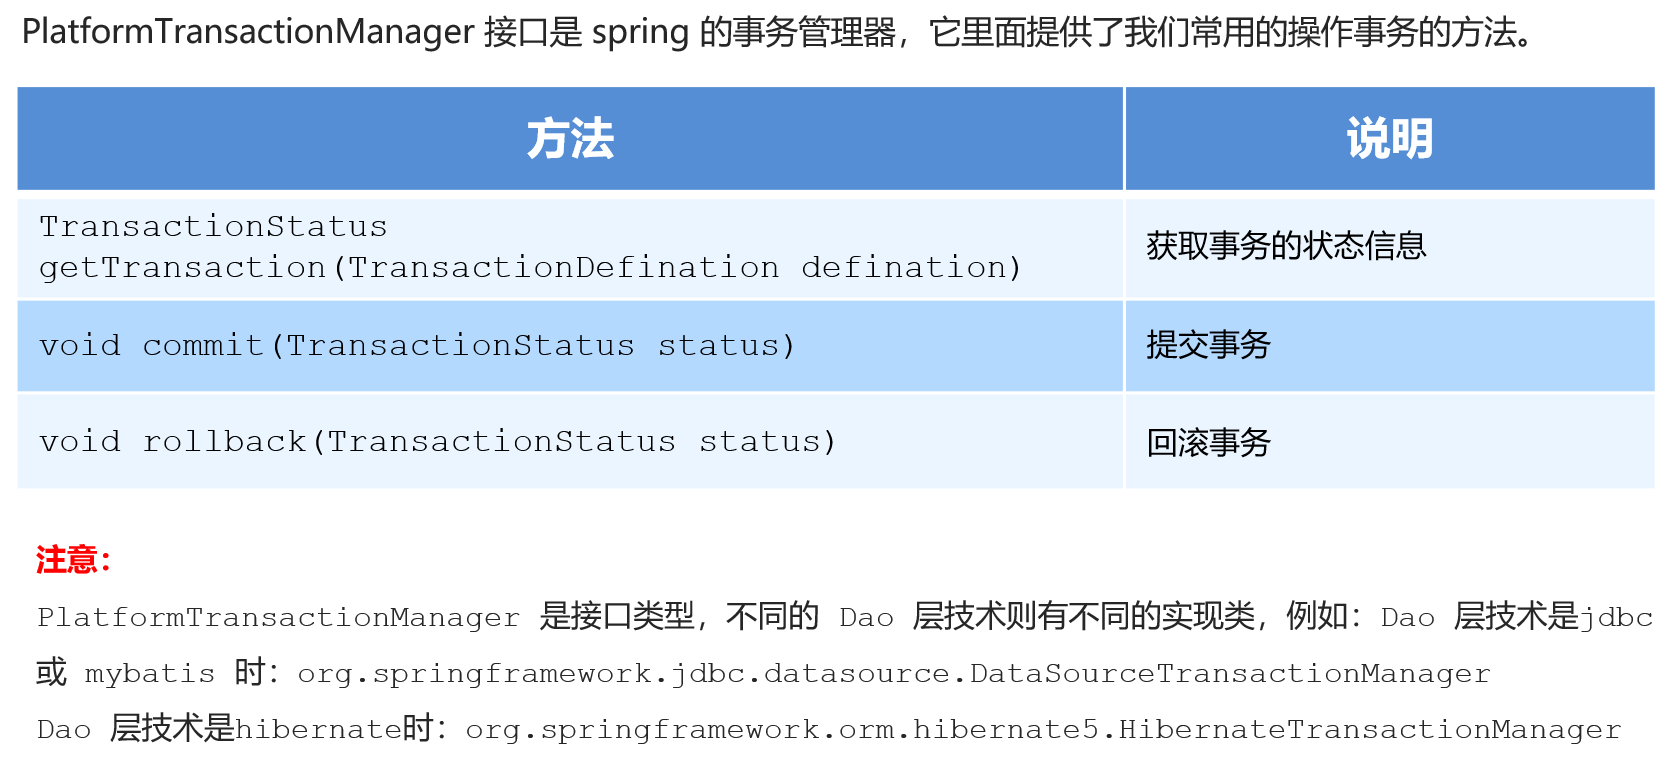 PlatformTransactionManager 接口是 spring 的事务管理器，它里面提供了我们常用的操作事务的方法。
方法
说明
TransactionStatus
getTransaction(TransactionDefination defination)
获取事务的状态信息
void commit(TransactionStatus status)
提交事务
void rollback(TransactionStatus status)
回滚事务
注意：
PlatformTransactionManager 是接口类型，不同的 Dao 层技术则有不同的实现类，例如：Dao 层技术是jdbc
或 mybatis 时：org.springframework.jdbc.datasource.DataSourceTransactionManager
Dao 层技术是hibernate时：org.springframework.orm.hibernate5.HibernateTransactionManager